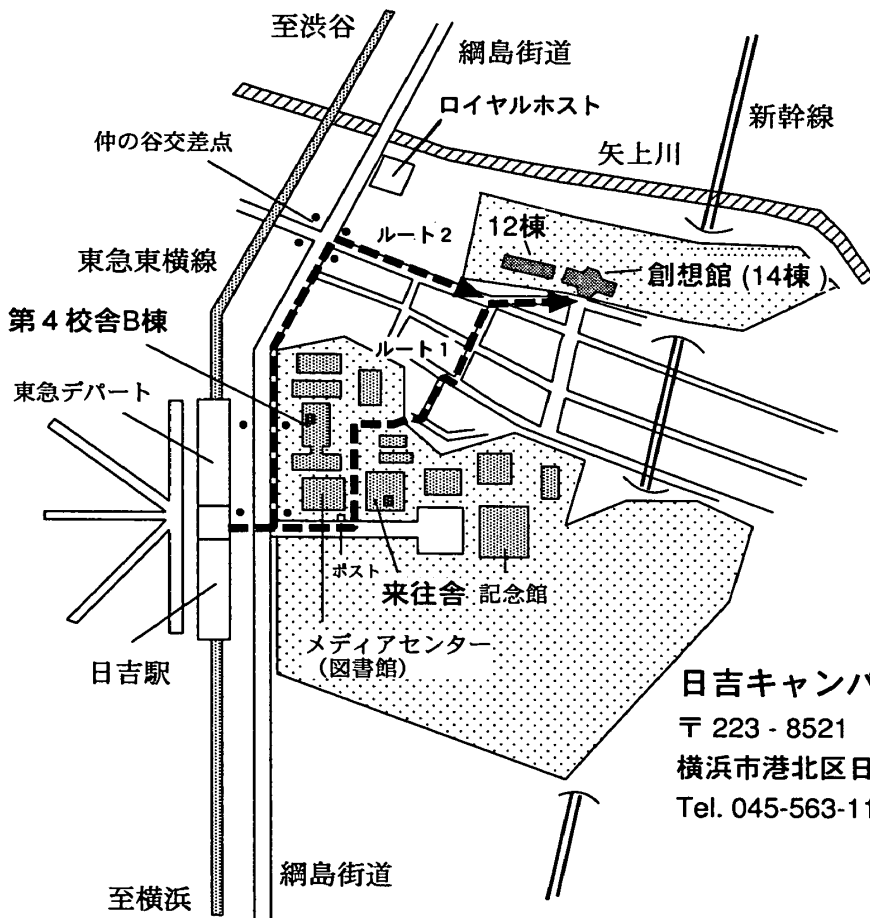 至渋谷
綱島街道
ロイヤルホスト
新幹線
仲の谷交差点
矢上川
ルート2
12棟
東急東横線
創想館 (14棟 )
第4校舎B棟
ルート1
東急デパート
ポスト
来往舎
記念館
メディアセンター
(図書館)
日吉駅
日吉キャンパ
〒 223 - 8521
横浜市港北区日
Tel. 045-563-11
綱島街道
至横浜